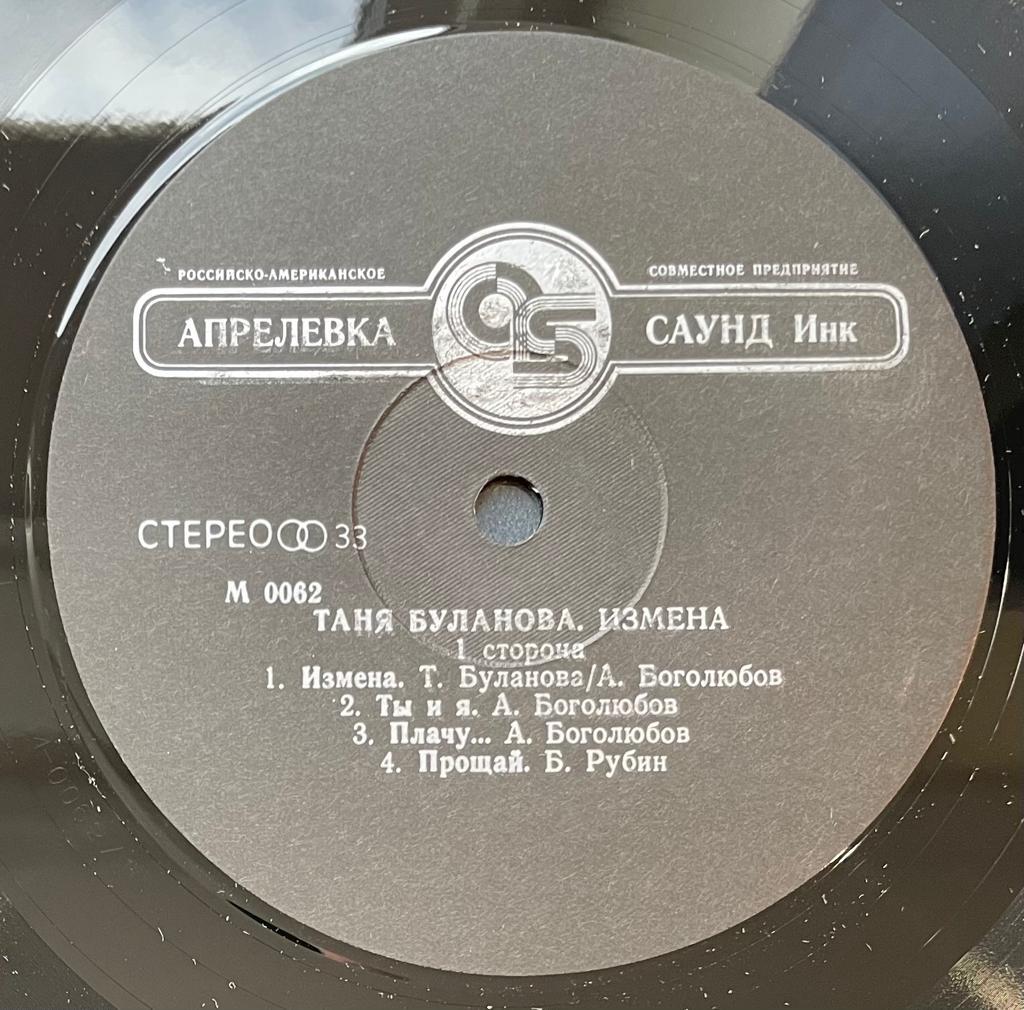 РОССИЙСКО-АМЕРИКАНСКОЕ СОВМЕСТНОЕ ПРЕДПРИЯТИЕ
АПРЕЛЕВКА САУНД Инк
СТЕРЕО 33
М 0062
ТАНЯ БУЛАНОВА. ИЗМЕНА
1 сторона
1. Измена. Т. Буланова/А. Боголюбов
2. Ты и я. А. Боголюбов
3. Плачу... А. Боголюбов
4. Прощай. Б. Рубин